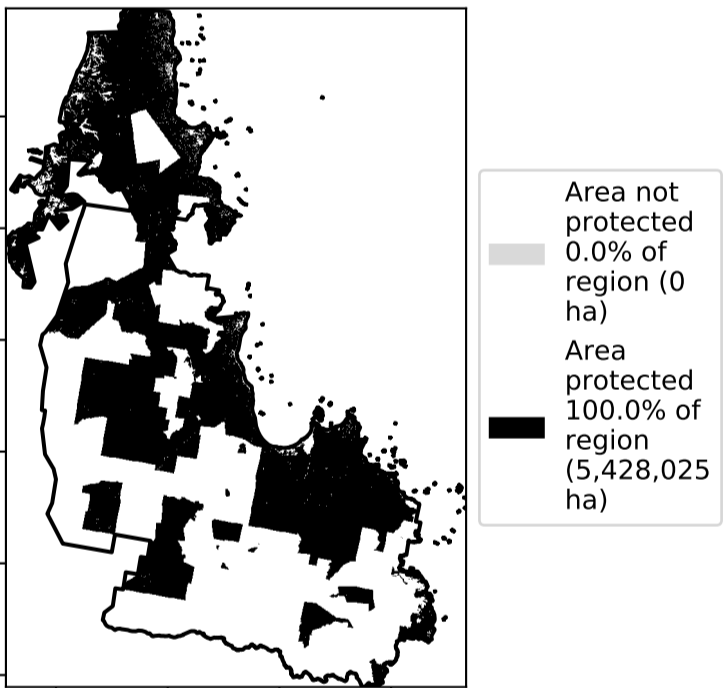 Area not
protected
0.0% of
region (0
ha)
Area
protected
100.0% of
region
(5,428,025
ha)